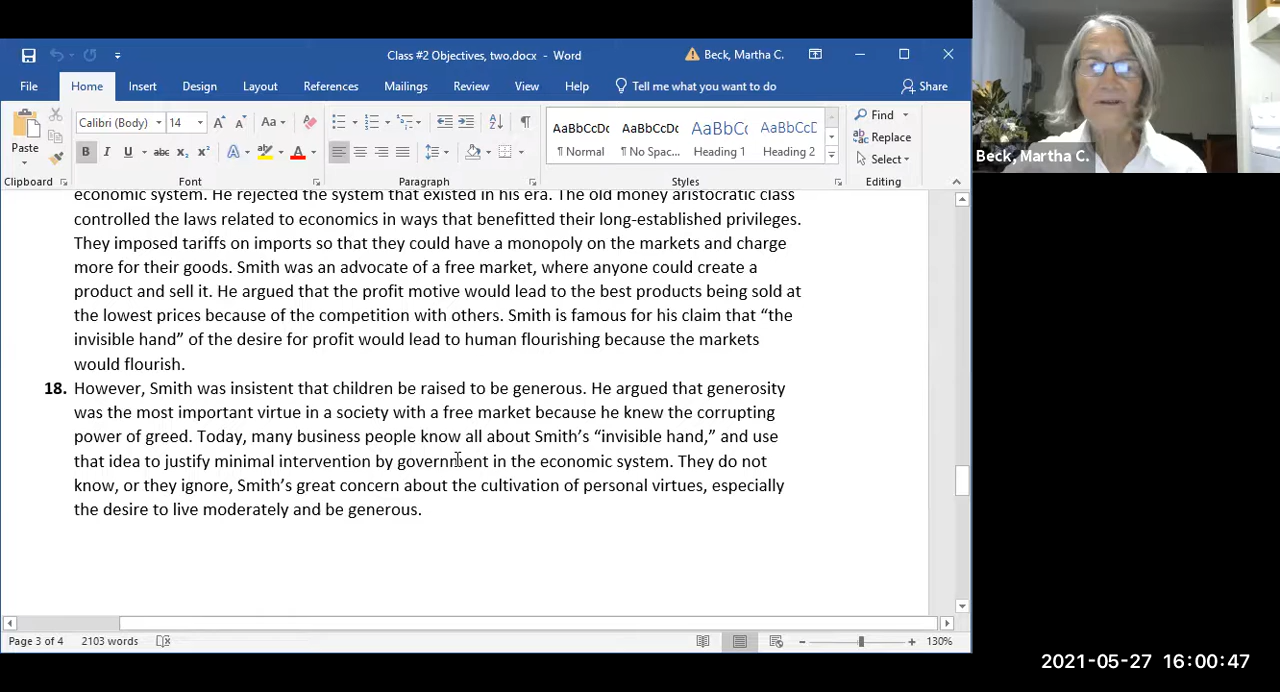 Class #2 Objectives, two.docx - Word
Beck, Martha C.
File Home Insert Design Layout References Mailings Review View Help Tell me what you want to do Share
Paste
Calibri (Body) 14
B I U abc x₂ x²
AaBbCcDc AaBbCcDc AaBbCc AaBbCcD
¶ Normal ¶ No Spac... Heading 1 Heading 2
Find
Replace
Select
Clipboard Font Paragraph Styles Editing
Beck, Martha C.
economic system. He rejected the system that existed in his era. The old money aristocratic class
controlled the laws related to economics in ways that benefitted their long-established privileges.
They imposed tariffs on imports so that they could have a monopoly on the markets and charge
more for their goods. Smith was an advocate of a free market, where anyone could create a
product and sell it. He argued that the profit motive would lead to the best products being sold at
the lowest prices because of the competition with others. Smith is famous for his claim that “the
invisible hand” of the desire for profit would lead to human flourishing because the markets
would flourish.
18. However, Smith was insistent that children be raised to be generous. He argued that generosity
was the most important virtue in a society with a free market because he knew the corrupting
power of greed. Today, many business people know all about Smith’s “invisible hand,” and use
that idea to justify minimal intervention by government in the economic system. They do not
know, or they ignore, Smith’s great concern about the cultivation of personal virtues, especially
the desire to live moderately and be generous.
Page 3 of 4 2103 words 130%
2021-05-27 16:00:47